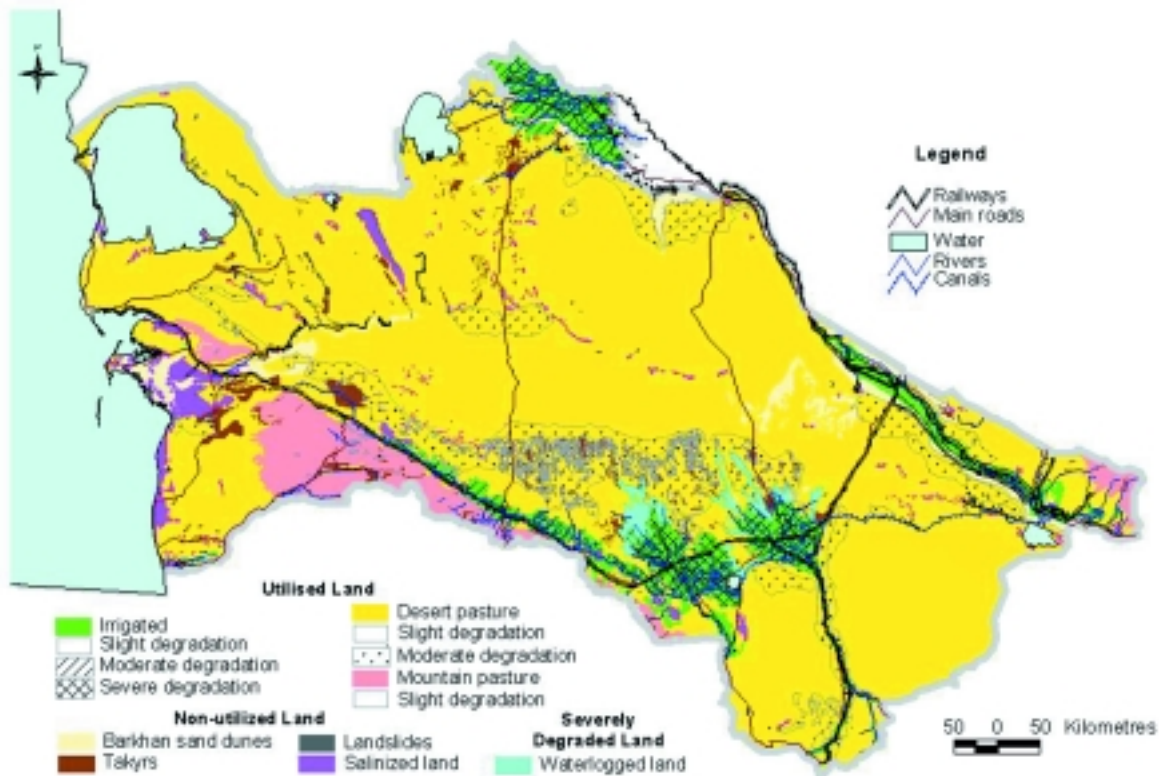 Legend
Railways
Main roads
Water
Rivers
Canals
Utilised Land
Irrigated
Slight degradation
Moderate degradation
Severe degradation
Desert pasture
Slight degradation
Moderate degradation
Mountain pasture
Slight degradation
Non-utilized Land
Barkhan sand dunes
Takyrs
Landslides
Salinized land
Severely
Degraded Land
Waterlogged land
50 0 50 Kilometres